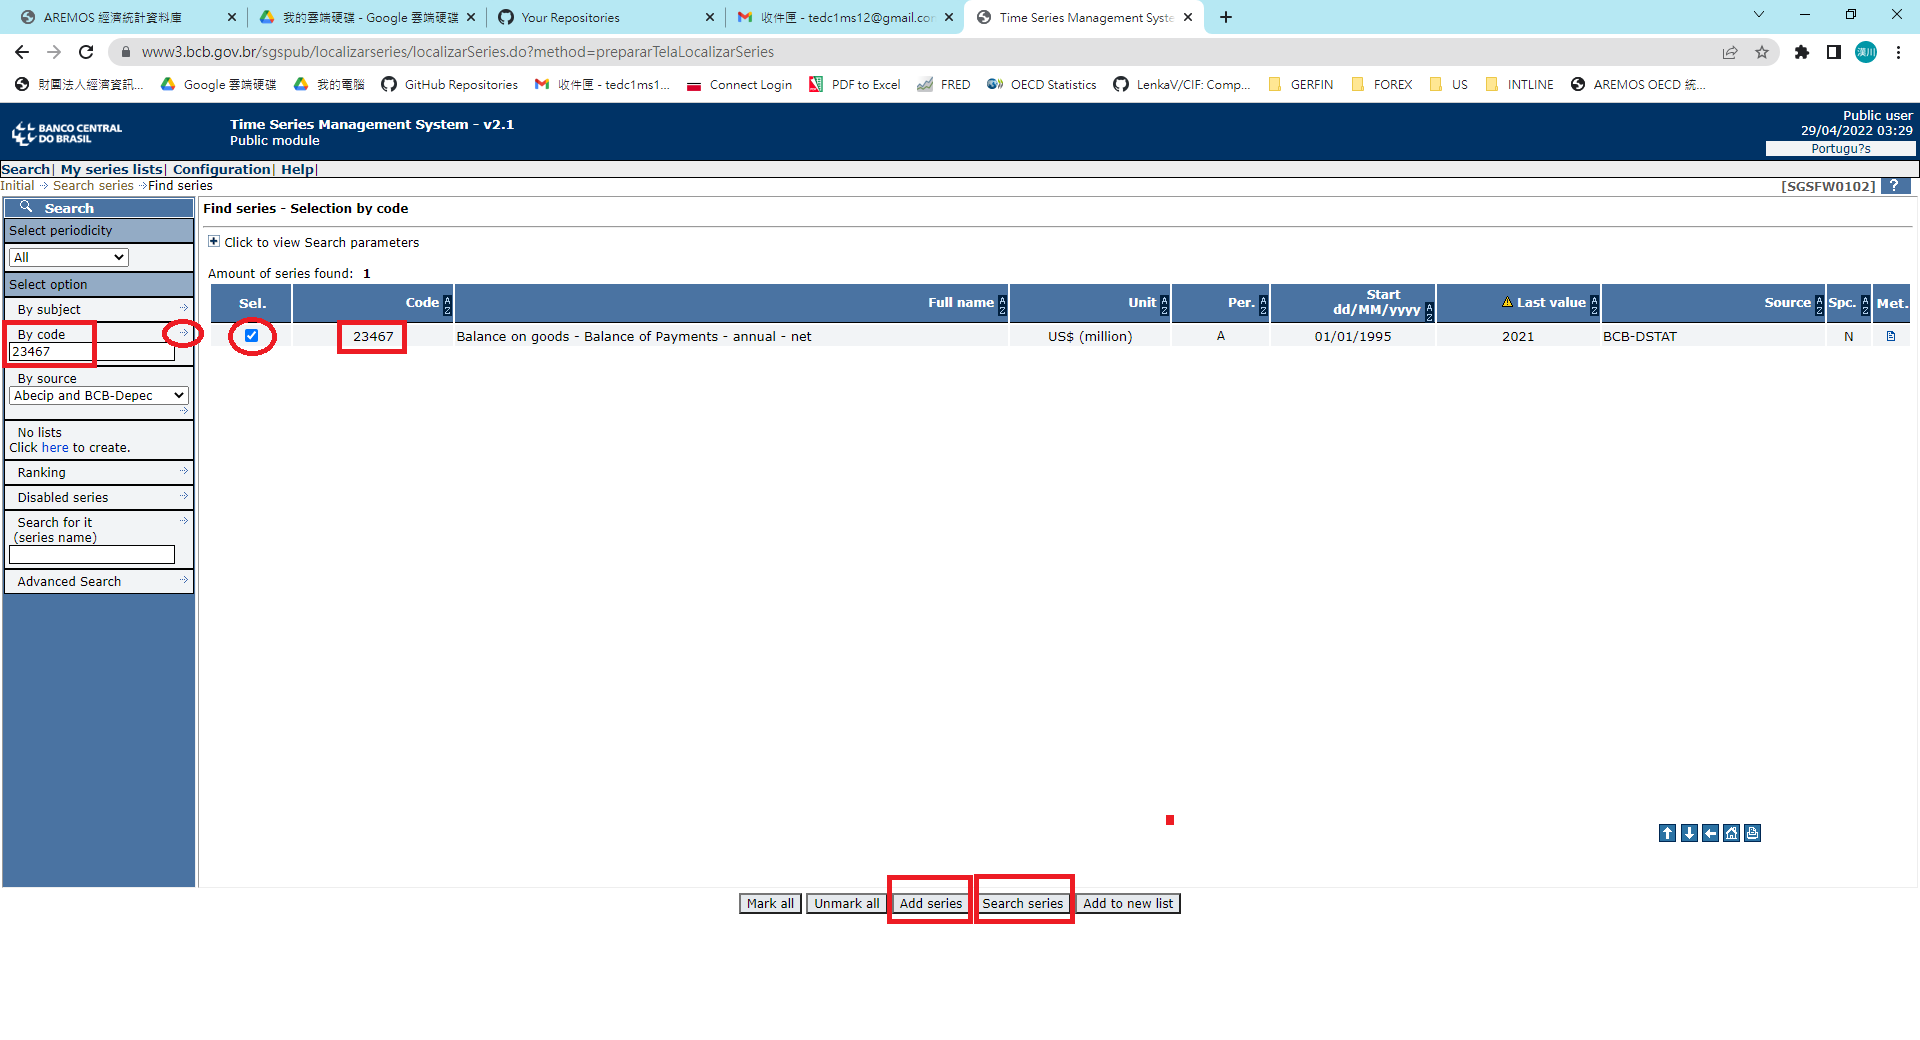 AREMOS 經濟統計資料庫
我的雲端硬碟 - Google 雲端硬碟
Your Repositories
收件匣 - tedc1ms12@gmail.cor
Time Series Management Syste
www3.bcb.gov.br/sgspub/localizarseries/localizarSeries.do?method=prepararTelaLocalizarSeries
漢川
財團法人經濟資訊...
Google 雲端硬碟
我的電腦
GitHub Repositories
收件匣 - tedc1ms1...
Connect Login
PDF to Excel
FRED
OECD Statistics
LenkaV/CIF: Comp...
GERFIN
FOREX
US
INTLINE
AREMOS OECD 統...
BANCO CENTRAL
DO BRASIL
Time Series Management System - v2.1
Public module
Public user
29/04/2022 03:29
Portugu?s
Search| My series lists| Configuration| Help|
Initial Search series Find series
[SGSFW0102] ?
Search
Select periodicity
All
Select option
By subject
By code
23467
By source
Abecip and BCB-Depec
No lists
Click here to create.
Ranking
Disabled series
Search for it
(series name)
Advanced Search
Find series - Selection by code
Click to view Search parameters
Amount of series found: 1
Sel. Code Full name Unit Per. Start dd/MM/yyyy Last value Source Spc. Met.
23467 Balance on goods - Balance of Payments - annual - net US$ (million) A 01/01/1995 2021 BCB-DSTAT N
Mark all Unmark all Add series Search series Add to new list